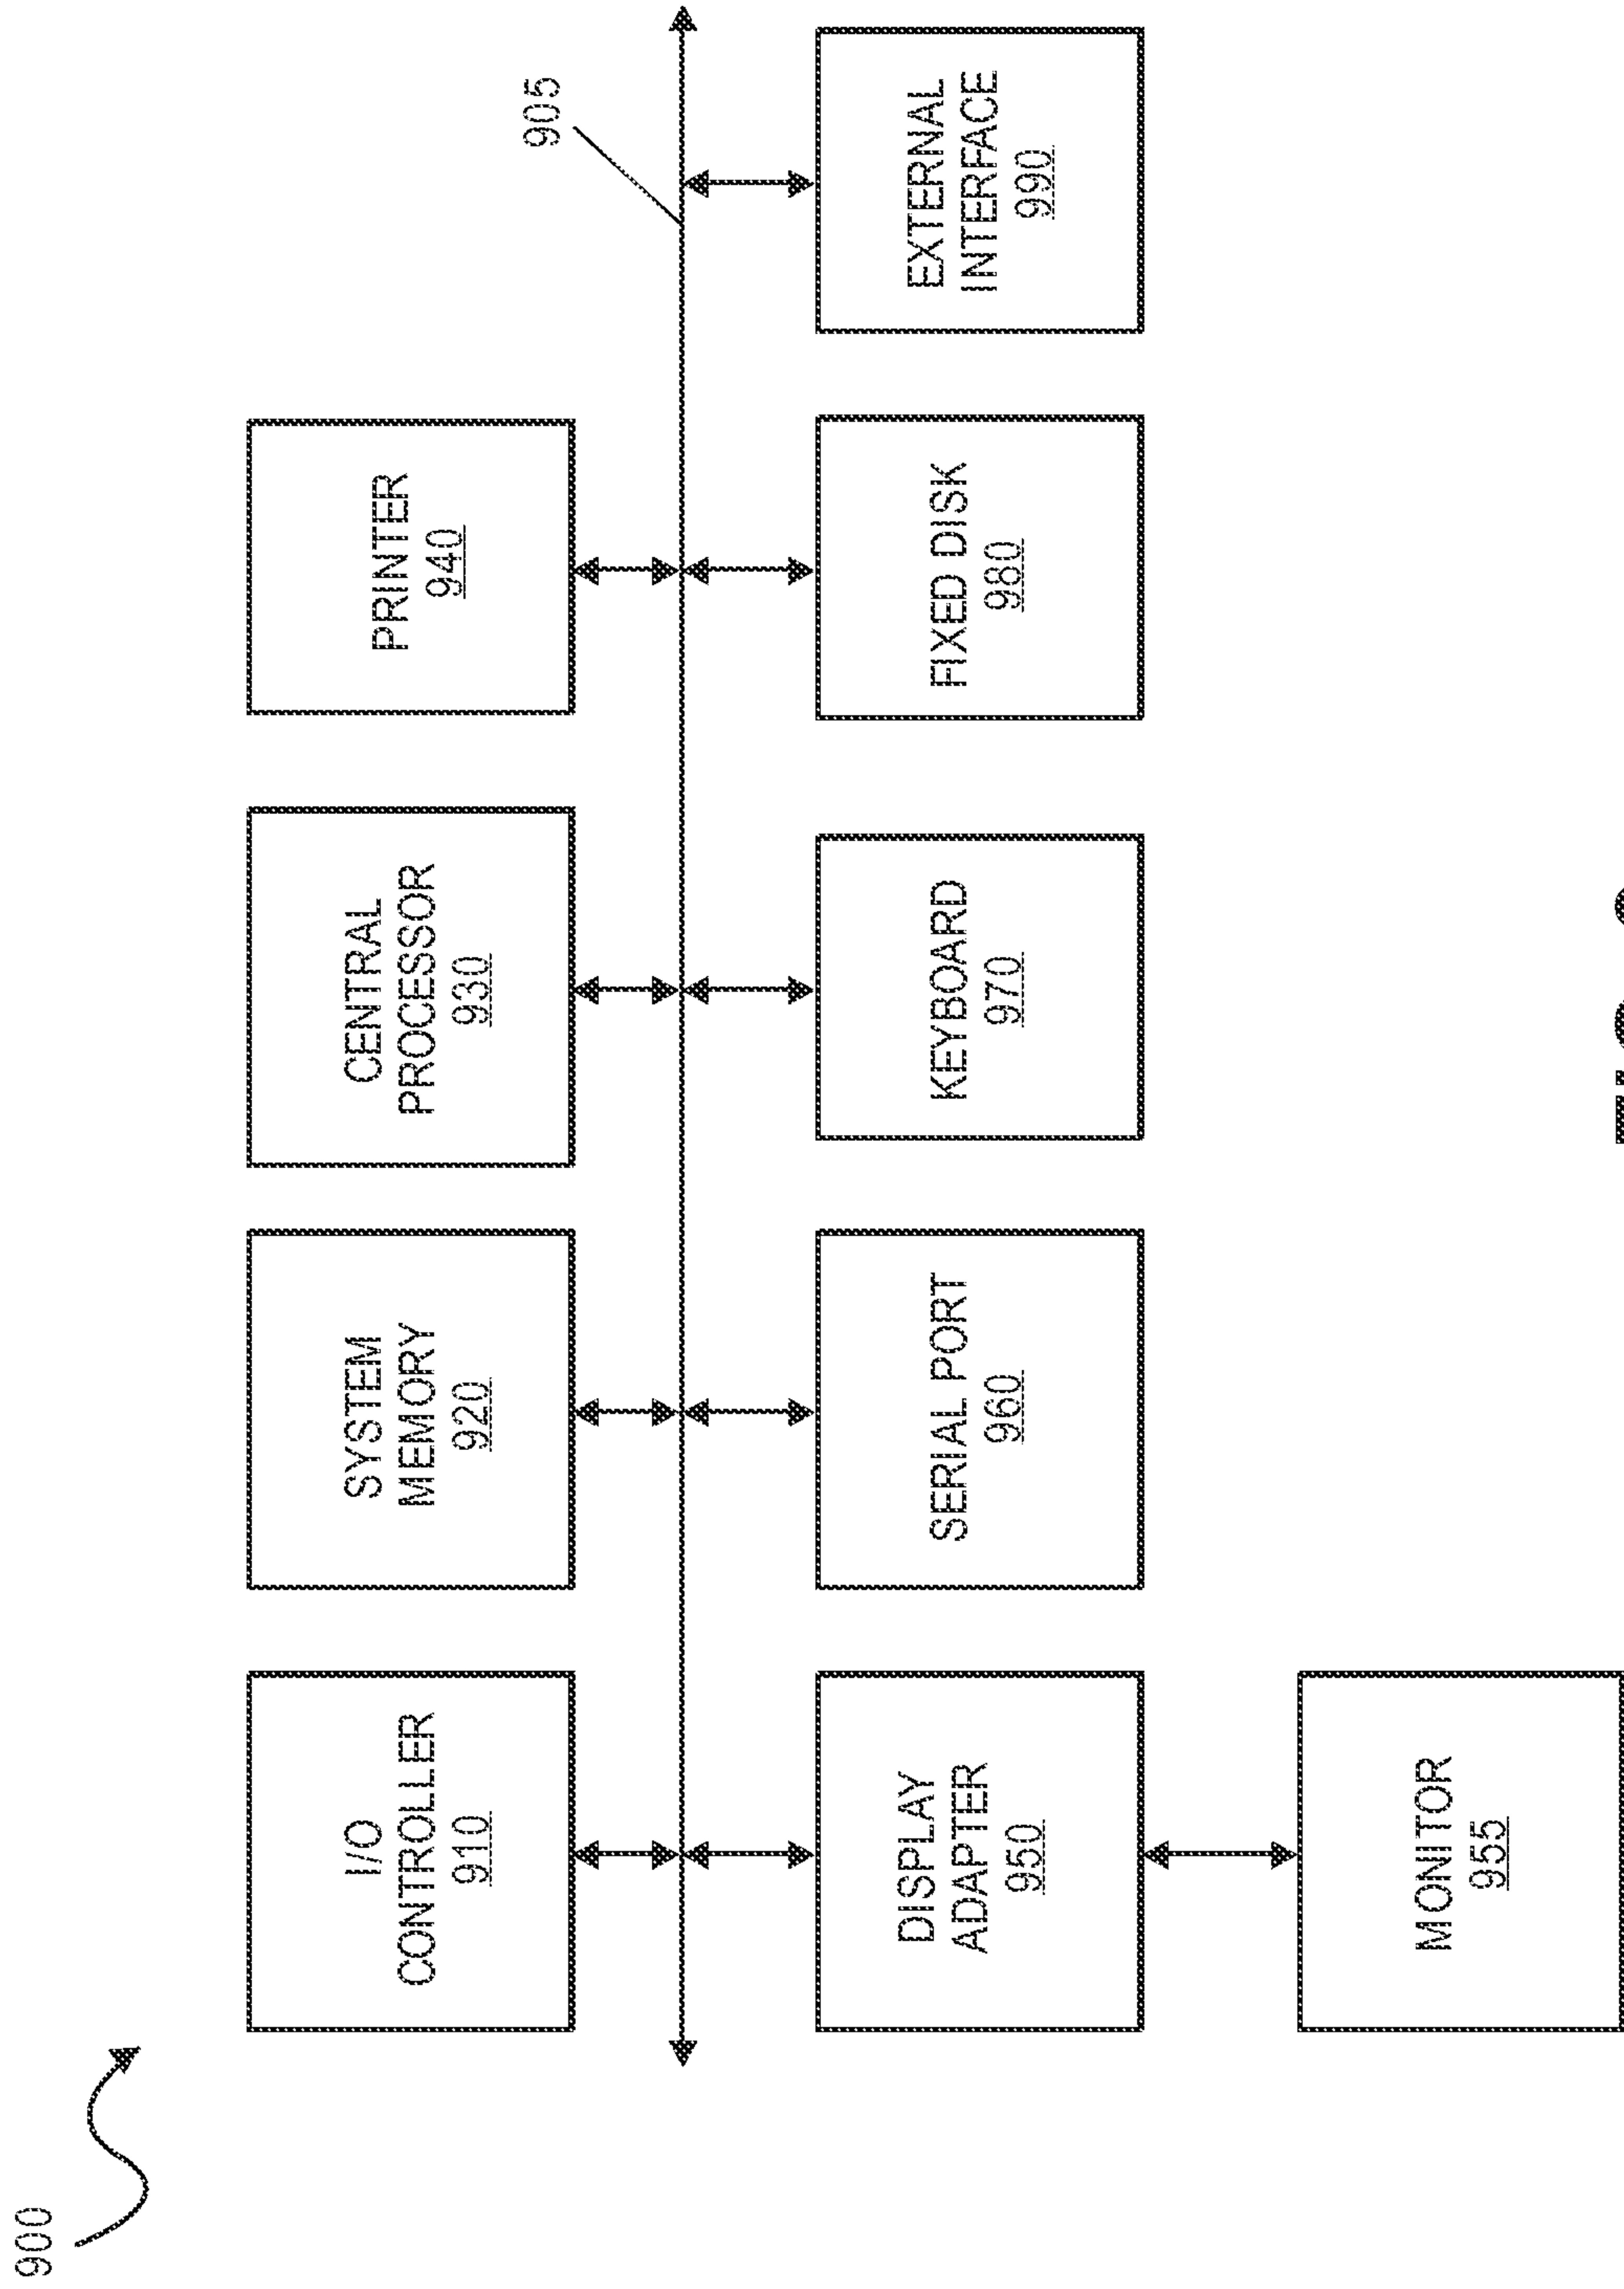 900
I/O
CONTROLLER
910
SYSTEM
MEMORY
920
CENTRAL
PROCESSOR
930
PRINTER
940
905
DISPLAY
ADAPTER
950
SERIAL PORT
960
KEYBOARD
970
FIXED DISK
980
EXTERNAL
INTERFACE
990
MONITOR
955